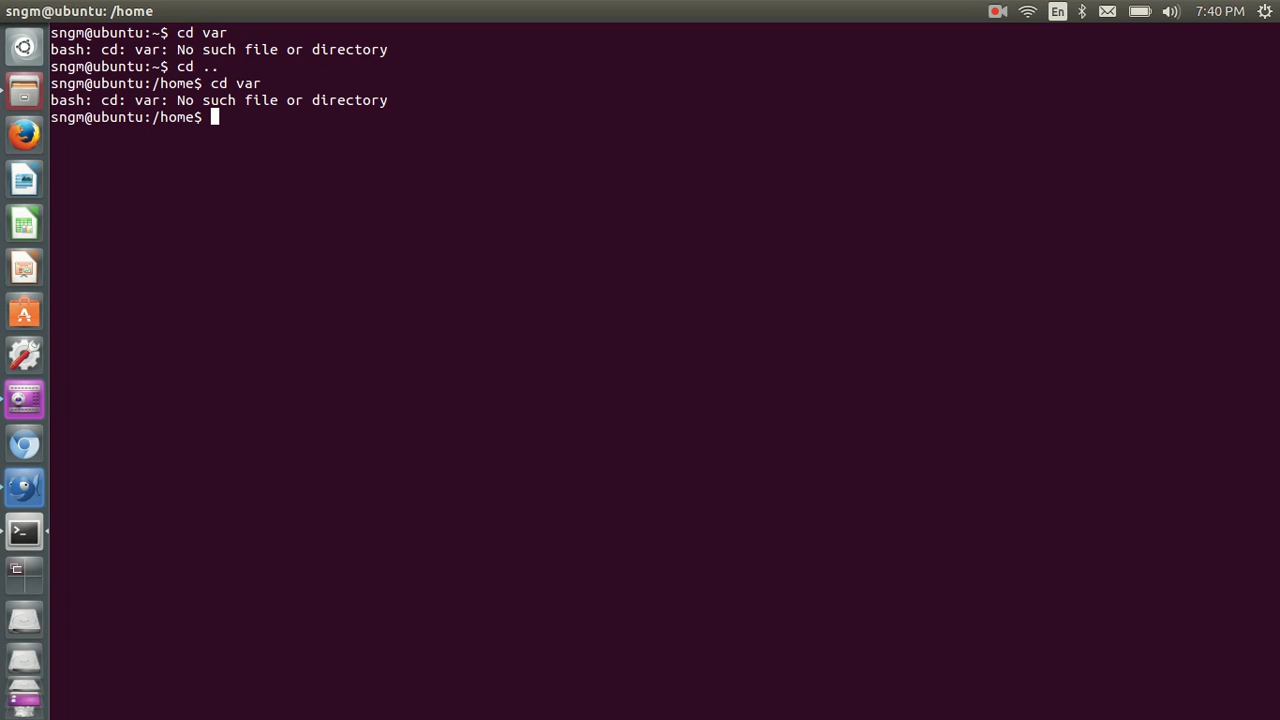 sngm@ubuntu: /home
En
7:40 PM
sngm@ubuntu:~$ cd var
bash: cd: var: No such file or directory
sngm@ubuntu:~$ cd ..
sngm@ubuntu:/home$ cd var
bash: cd: var: No such file or directory
sngm@ubuntu:/home$